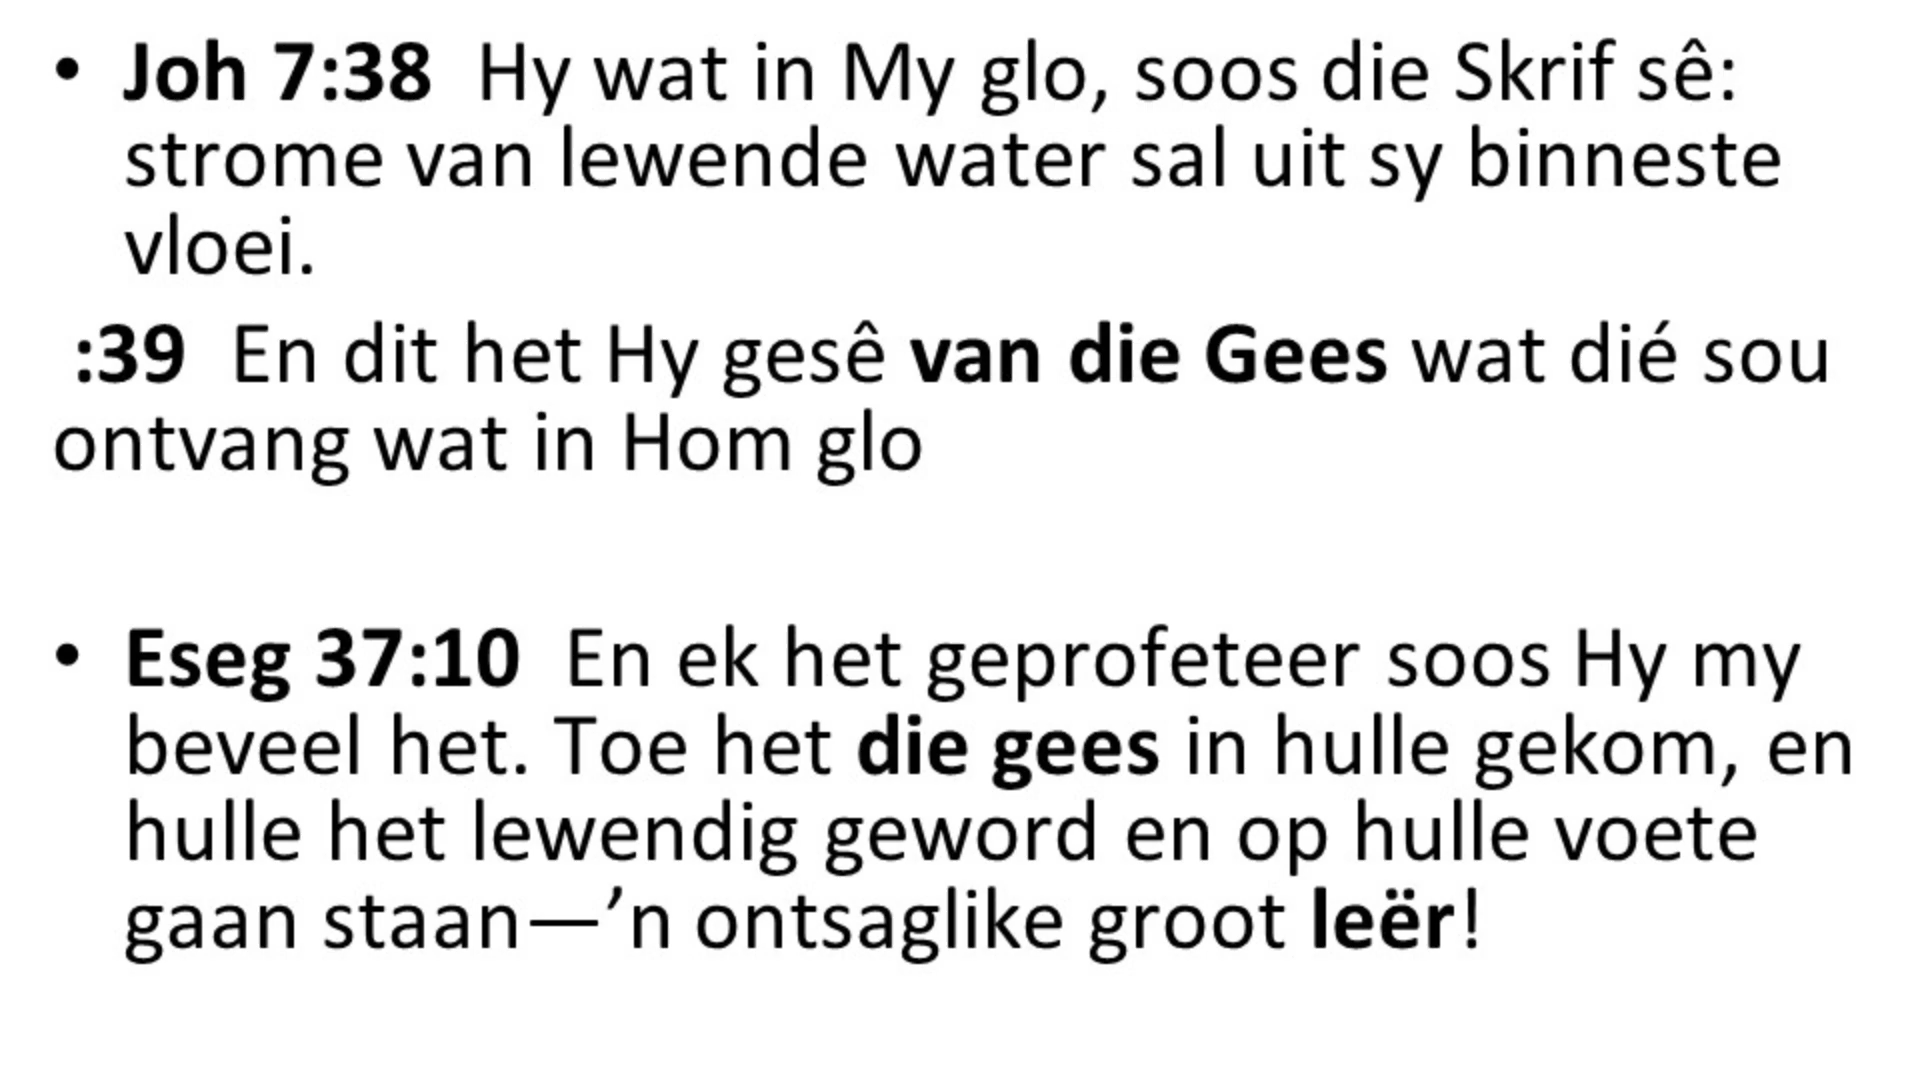 • Joh 7:38  Hy wat in My glo, soos die Skrif sê:
strome van lewende water sal uit sy binneste
vloei.
:39  En dit het Hy gesê van die Gees wat dié sou
ontvang wat in Hom glo
• Eseg 37:10  En ek het geprofeteer soos Hy my
beveel het. Toe het die gees in hulle gekom, en
hulle het lewendig geword en op hulle voete
gaan staan—’n ontsaglike groot leër!